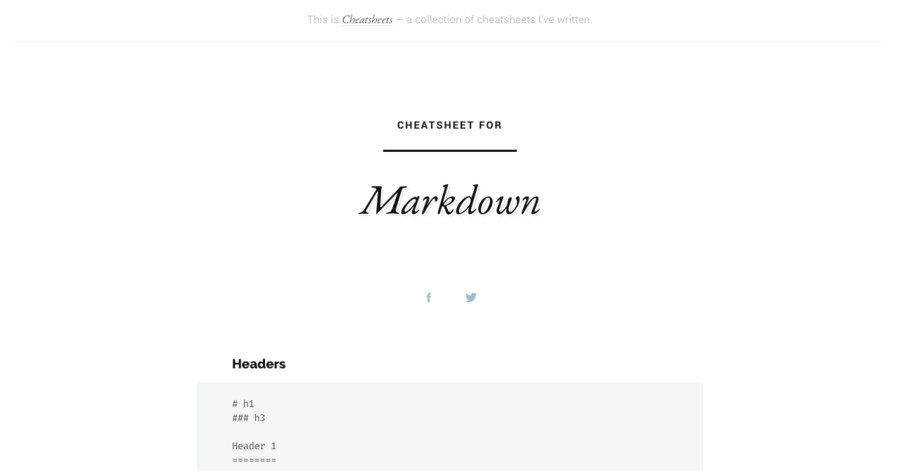 This is Cheatsheets — a collection of cheatsheets I've written.
CHEATSHEET FOR
Markdown
Headers
# h1
### h3
Header 1
========